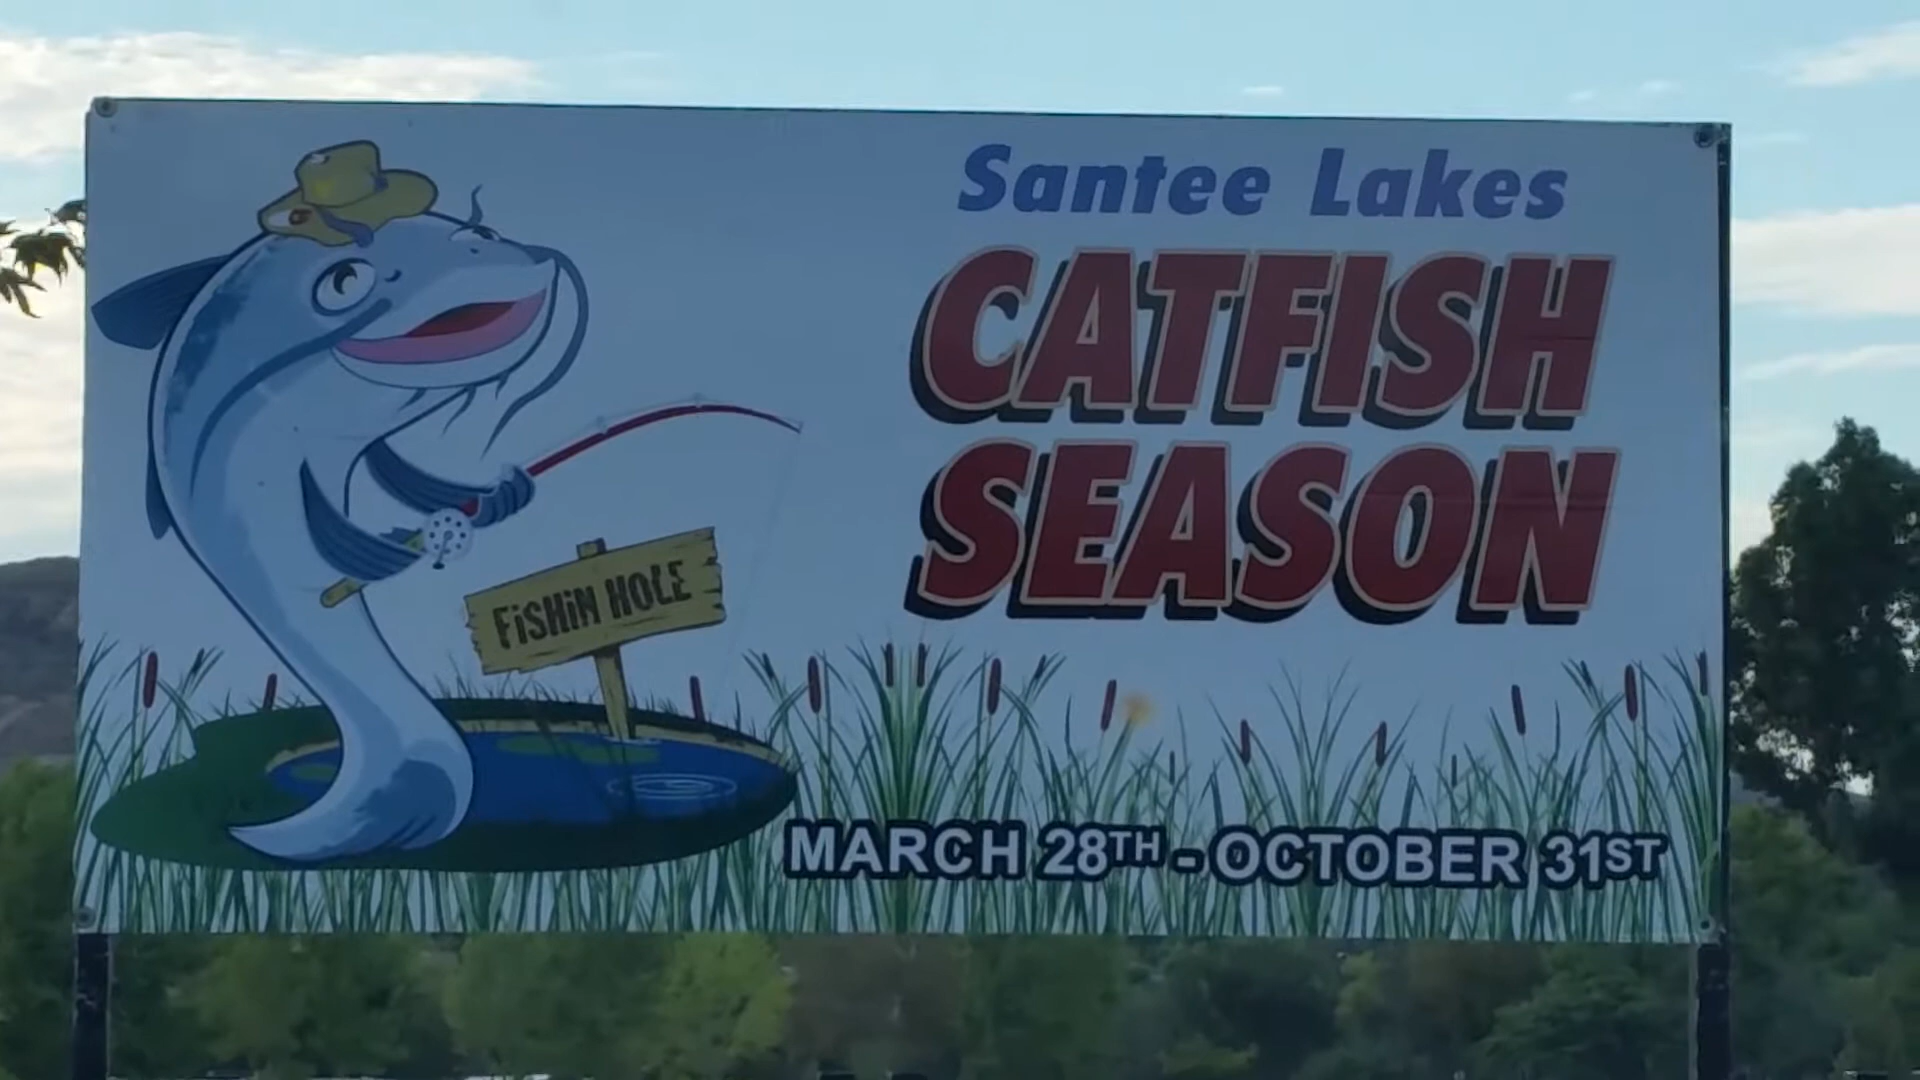 Santee Lakes
CATFISH
SEASON
FiSHiN HOLE
MARCH 28TH - OCTOBER 31ST